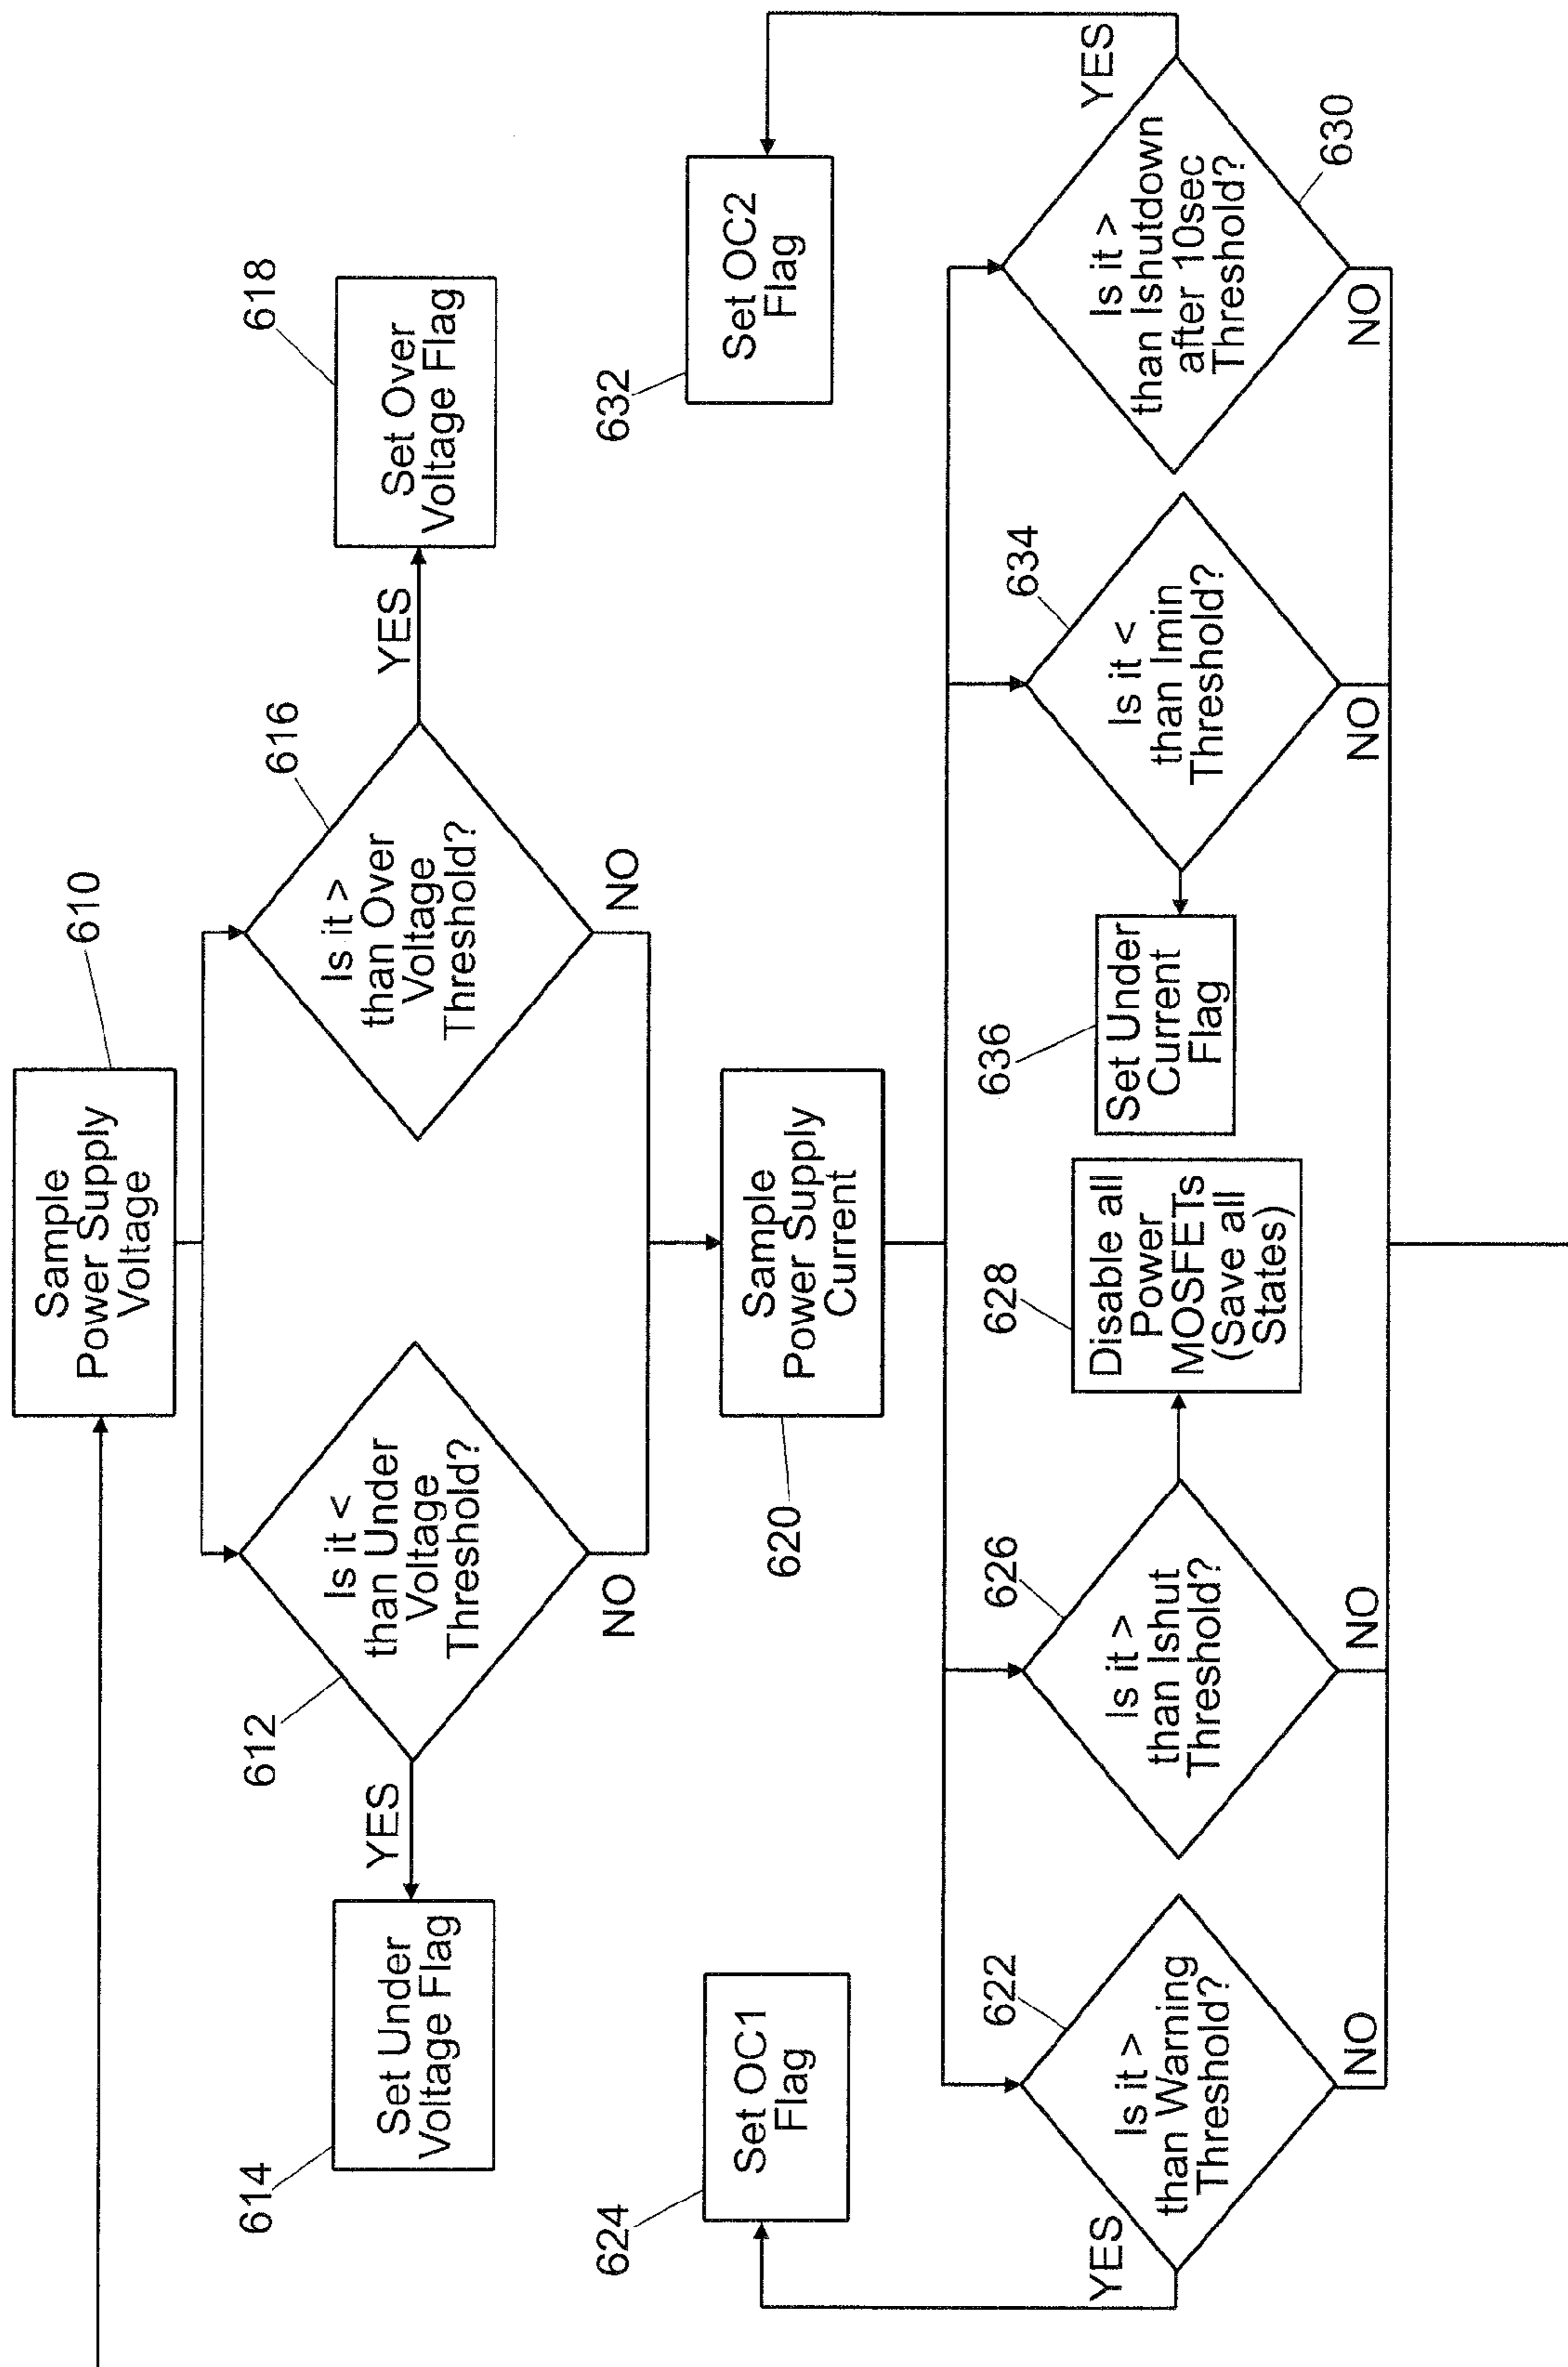 610
Sample
Power Supply
Voltage
612
Is it <
than Under
Voltage
Threshold?
YES
NO
614
Set Under
Voltage Flag
616
Is it >
than Over
Voltage
Threshold?
YES
NO
618
Set Over
Voltage Flag
620
Sample
Power Supply
Current
624
Set OC1
Flag
622
Is it >
than Warning
Threshold?
YES
NO
626
Is it >
than Ishut
Threshold?
NO
628
Disable all
Power
MOSFETs
(Save all
States)
636
Set Under
Current
Flag
634
Is it <
than Imin
Threshold?
NO
632
Set OC2
Flag
630
Is it >
than Ishutdown
after 10sec
Threshold?
YES
NO